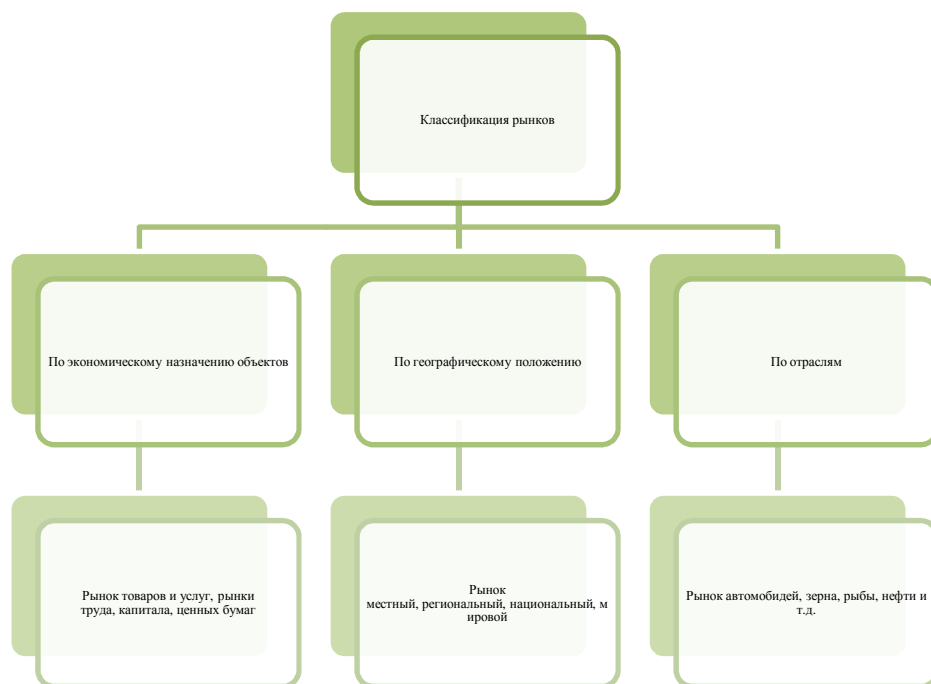 Классификация рынков
По экономическому назначению объектов
По географическому положению
По отраслям
Рынок товаров и услуг, рынки
труда, капитала, ценных бумаг
Рынок
местный, региональный, национальный, м
ировой
Рынок автомобидей, зерна, рыбы, нефти и
т.д.